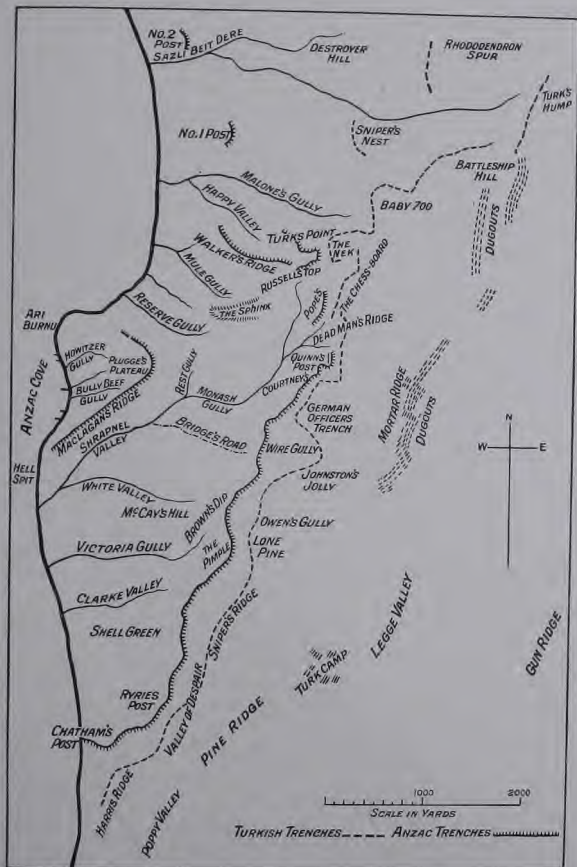 No. 2
POST
SAZLI BEIT DERE
DESTROYER
HILL
RHODODENDRON
SPUR
TURK'S
HUMP
No. 1 POST
SNIPER'S
NEST
BATTLESHIP
HILL
MALONE'S GULLY
HAPPY VALLEY
BABY 700
DUGOUTS
TURKS POINT
THE
NEK
WALKER'S RIDGE
RUSSELLS TOP
MULE GULLY
THE CHESS-BOARD
THE SPHINX
POPE'S
RESERVE GULLY
ARI
BURNU
DEAD MAN'S RIDGE
HOWITZER
GULLY
PLUGGE'S
PLATEAU
QUINN'S
POST
COURTNEY'S
REST GULLY
MONASH
GULLY
BULLY BEEF
GULLY
ANZAC COVE
MACLAGAN'S RIDGE
SHRAPNEL
VALLEY
BRIDGE'S ROAD
GERMAN
OFFICERS
TRENCH
MORTAR RIDGE
DUGOUTS
N
W
E
WIRE GULLY
HELL
SPIT
JOHNSTON'S
JOLLY
WHITE VALLEY
McCAY'S HILL
BROWN'S DIP
OWEN'S GULLY
LONE
PINE
THE PIMPLE
VICTORIA GULLY
CLARKE VALLEY
SHELL GREEN
SNIPER'S RIDGE
LEGGE VALLEY
GUN RIDGE
TURK CAMP
RYRIES
POST
VALLEY OF DESPAIR
PINE RIDGE
CHATHAM'S
POST
HARRIS RIDGE
POPPY VALLEY
1000
2000
SCALE IN YARDS
TURKISH TRENCHES
ANZAC TRENCHES